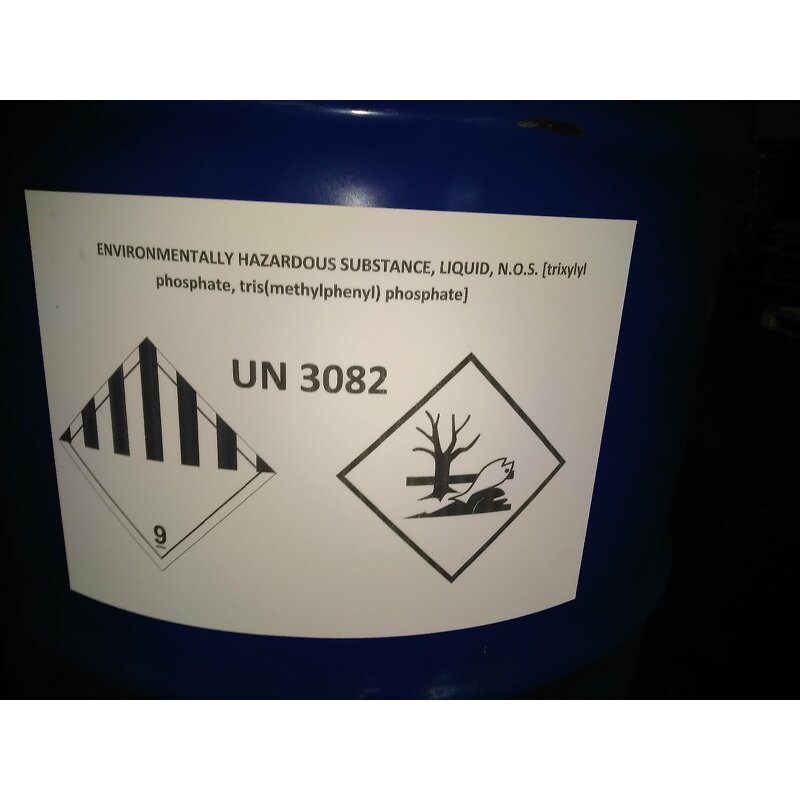 ENVIRONMENTALLY HAZARDOUS SUBSTANCE, LIQUID, N.O.S. [trixylyl
phosphate, tris(methylphenyl) phosphate]
UN 3082
9